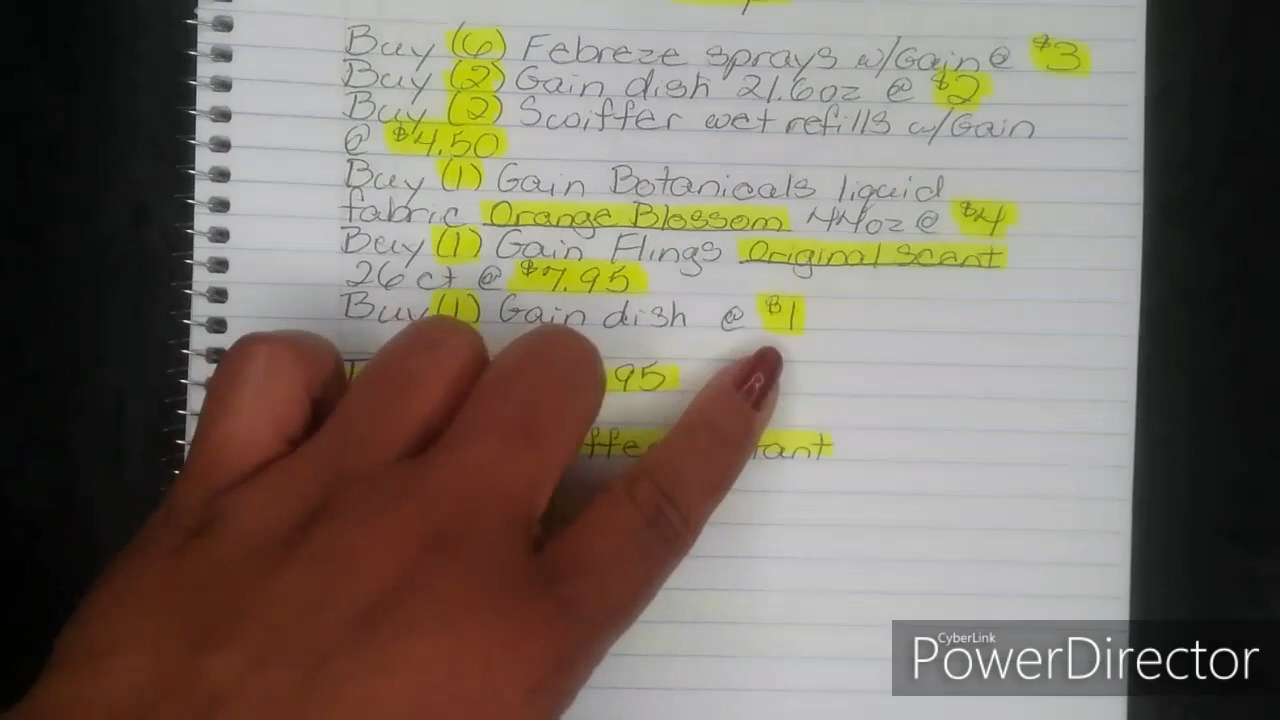 Buy (6) Febreze sprays w/Gain @ $3
Buy (2) Gain dish 21.6oz @ $2
Buy (2) Scoiffer wet refills w/Gain
@ $4.50
Buy (1) Gain Botanicals liquid
fabric Orange Blossom 44oz @ $4
Buy (1) Gain Flings Original Scent
26 ct @ $7.95
Buy (1) Gain dish @ $1
95
CyberLink
PowerDirector